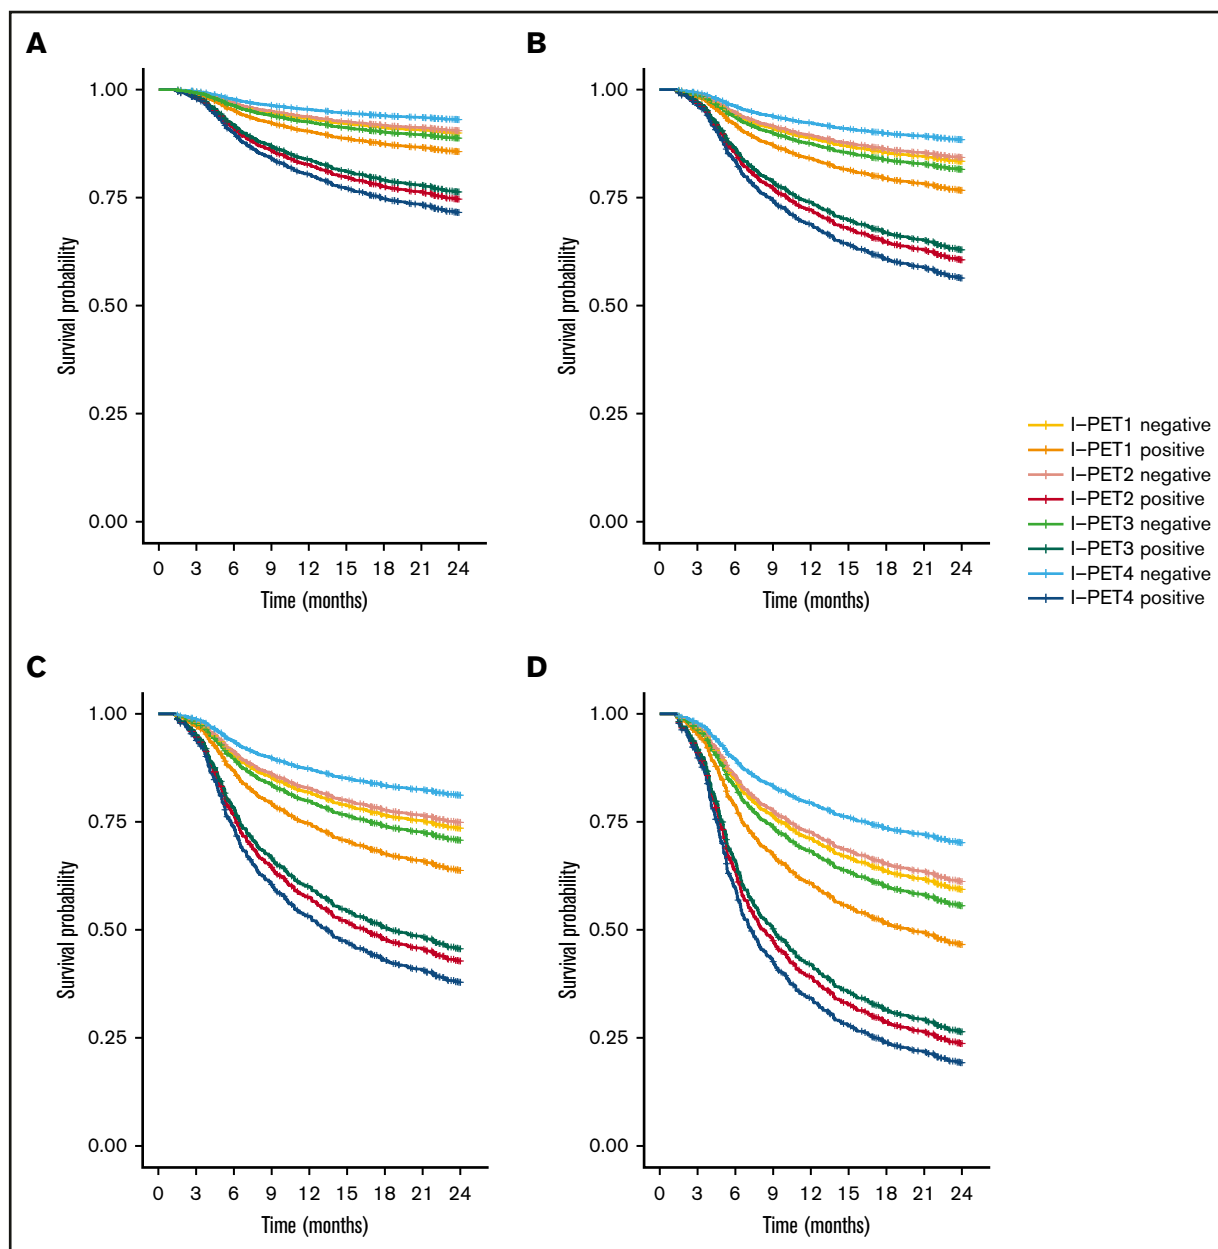 A
1.00
0.75
0.50
0.25
0.00
Survival probability
0 3 6 9 12 15 18 21 24
Time (months)
B
1.00
0.75
0.50
0.25
0.00
Survival probability
0 3 6 9 12 15 18 21 24
Time (months)
I–PET1 negative
I–PET1 positive
I–PET2 negative
I–PET2 positive
I–PET3 negative
I–PET3 positive
I–PET4 negative
I–PET4 positive
C
1.00
0.75
0.50
0.25
0.00
Survival probability
0 3 6 9 12 15 18 21 24
Time (months)
D
1.00
0.75
0.50
0.25
0.00
Survival probability
0 3 6 9 12 15 18 21 24
Time (months)